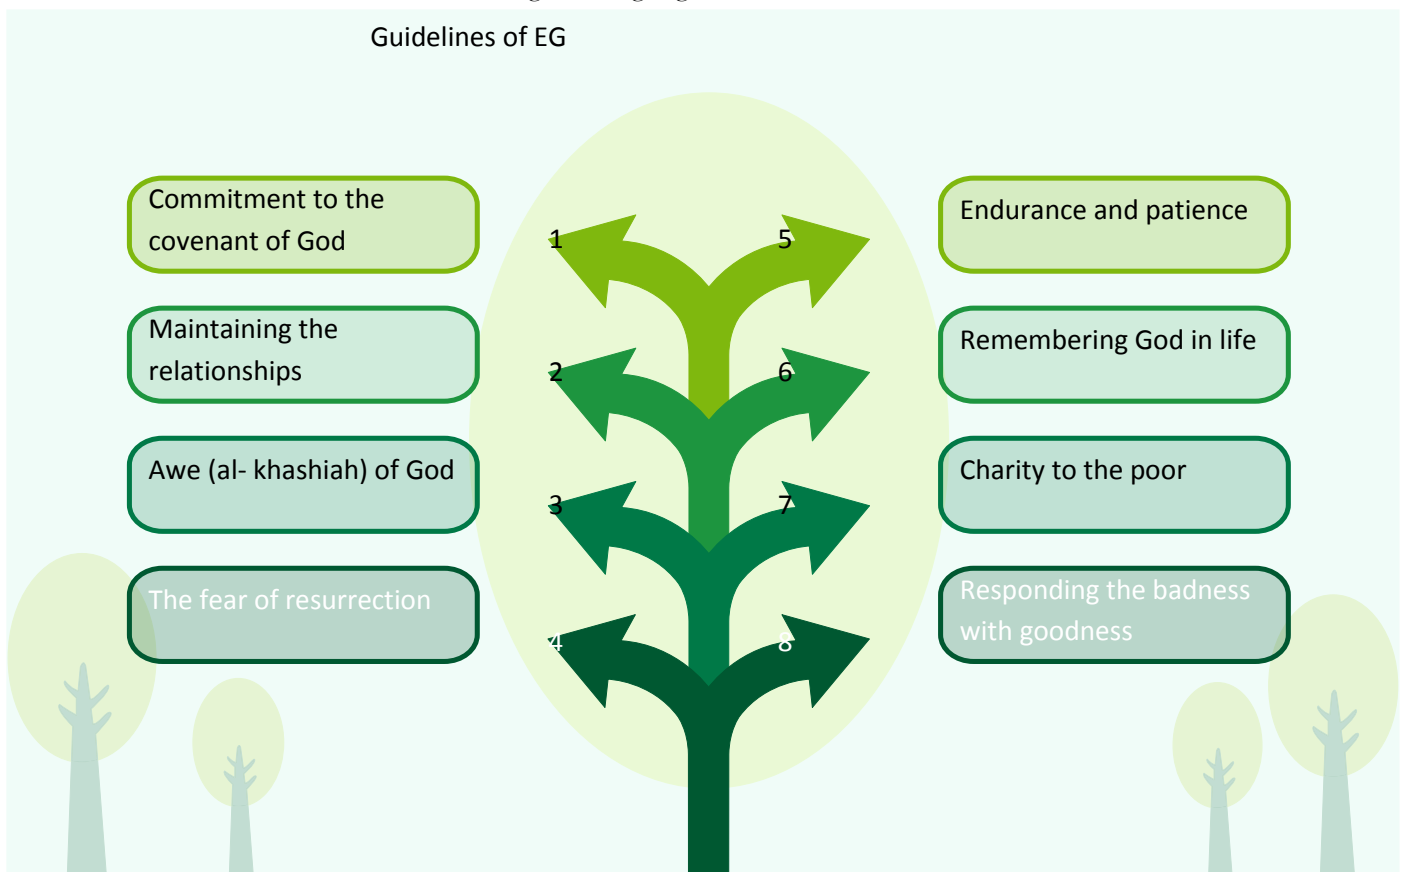 Guidelines of EG
Commitment to the
covenant of God
1
5
Endurance and patience
Maintaining the
relationships
2
6
Remembering God in life
Awe (al- khashiah) of God
3
7
Charity to the poor
The fear of resurrection
4
8
Responding the badness
with goodness